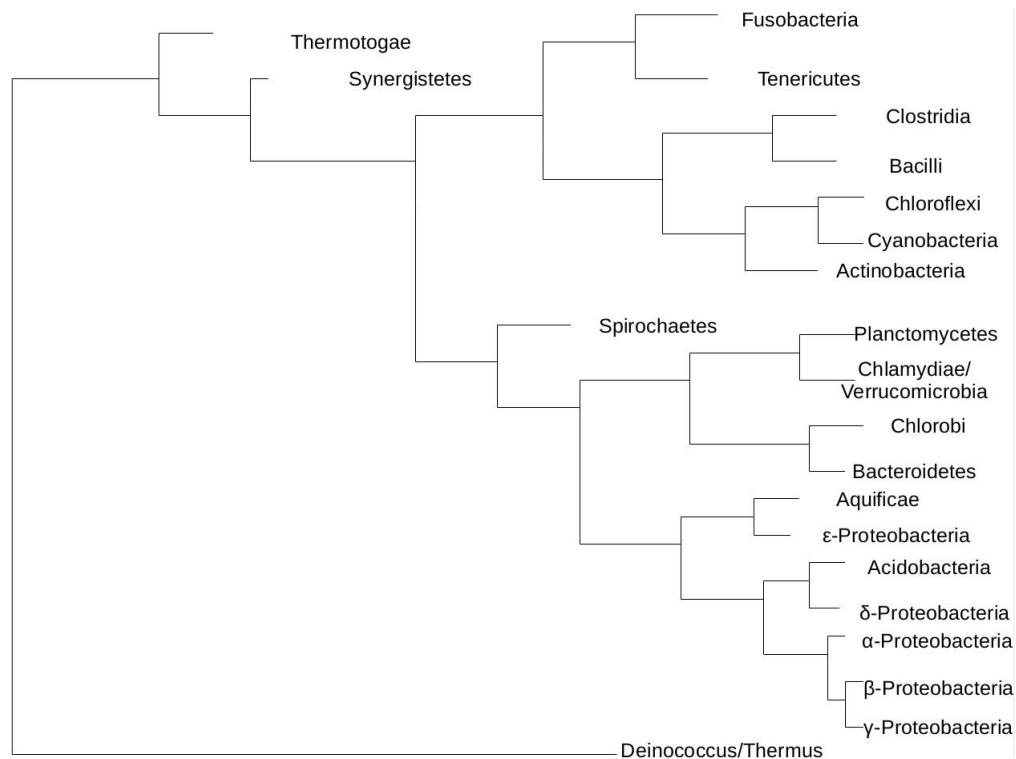 Fusobacteria
Thermotogae
Synergistetes
Tenericutes
Clostridia
Bacilli
Chloroflexi
Cyanobacteria
Actinobacteria
Spirochaetes
Planctomycetes
Chlamydiae/
Verrucomicrobia
Chlorobi
Bacteroidetes
Aquificae
ε-Proteobacteria
Acidobacteria
δ-Proteobacteria
α-Proteobacteria
β-Proteobacteria
γ-Proteobacteria
Deinococcus/Thermus